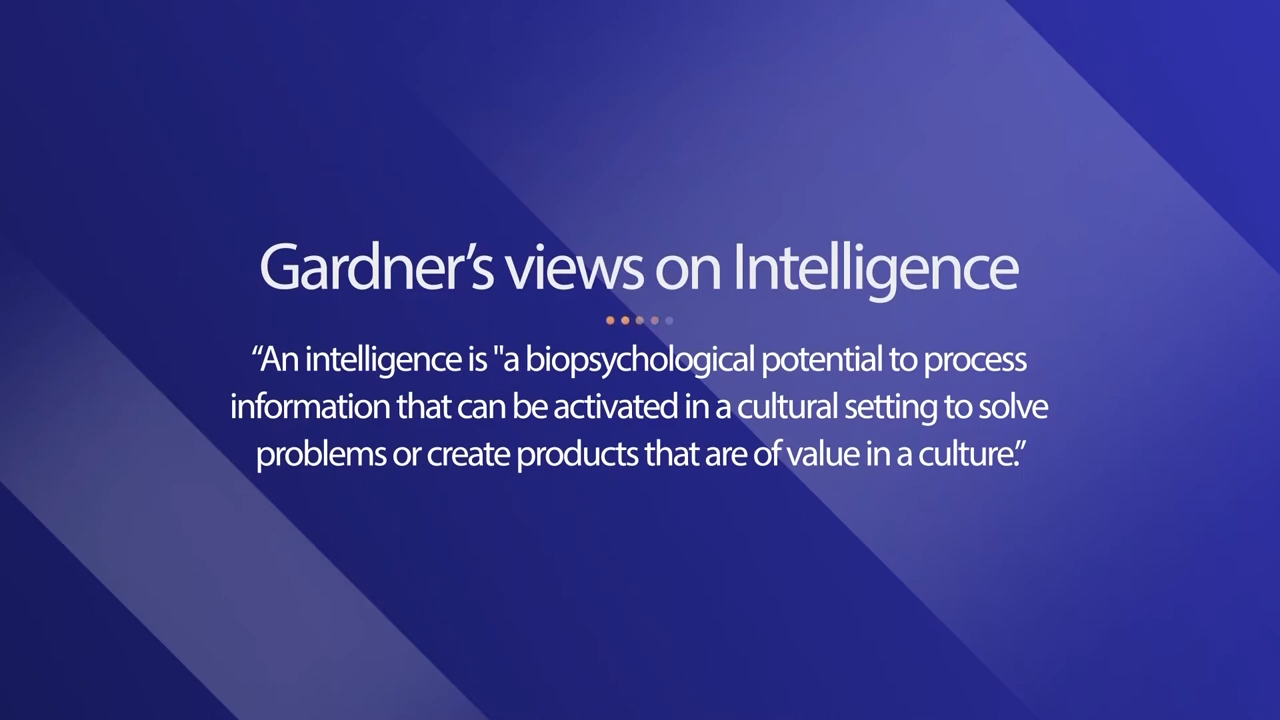 Gardner’s views on Intelligence
“An intelligence is "a biopsychological potential to process
information that can be activated in a cultural setting to solve
problems or create products that are of value in a culture.”